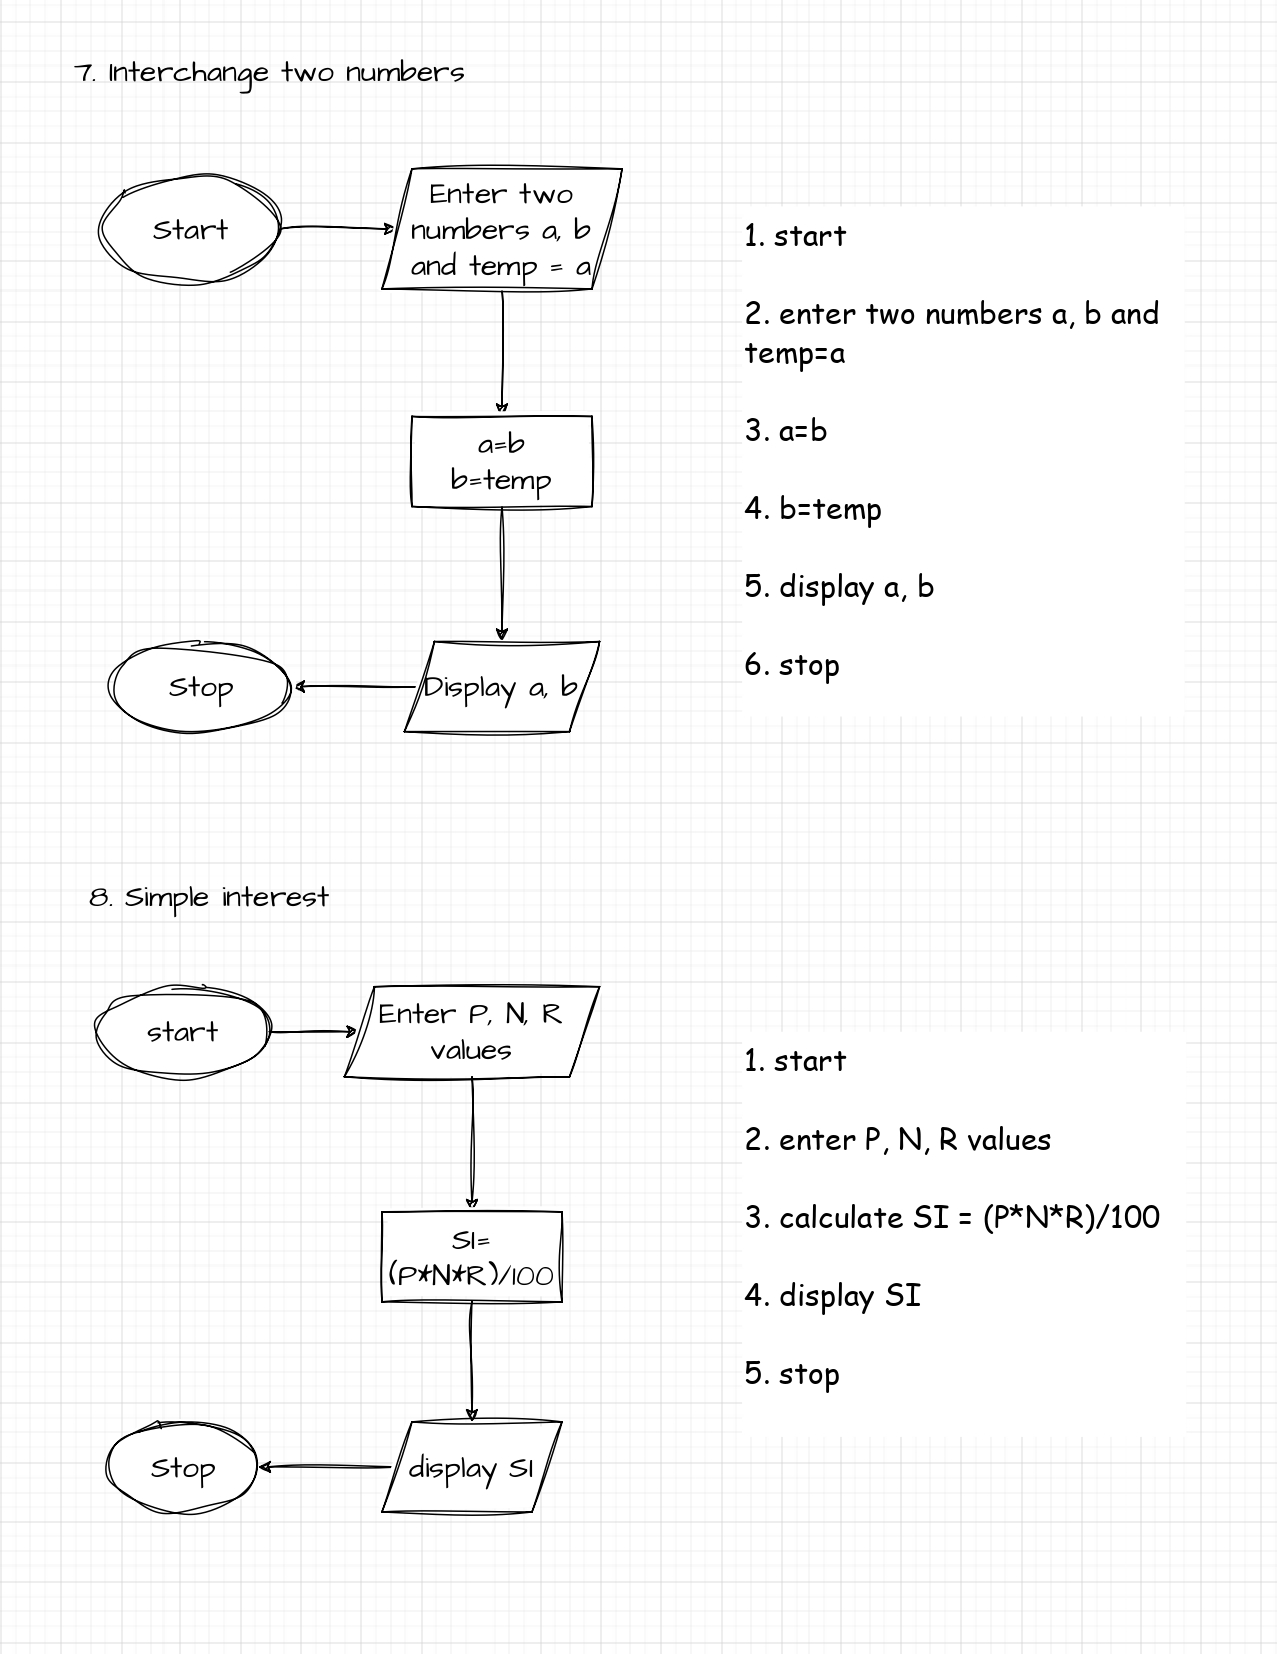 7. Interchange two numbers
Start
Enter two
numbers a, b
and temp = a
a=b
b=temp
Display a, b
Stop
1. start
2. enter two numbers a, b and
temp=a
3. a=b
4. b=temp
5. display a, b
6. stop
8. Simple interest
start
Enter P, N, R
values
SI=
(P*N*R)/100
display SI
Stop
1. start
2. enter P, N, R values
3. calculate SI = (P*N*R)/100
4. display SI
5. stop